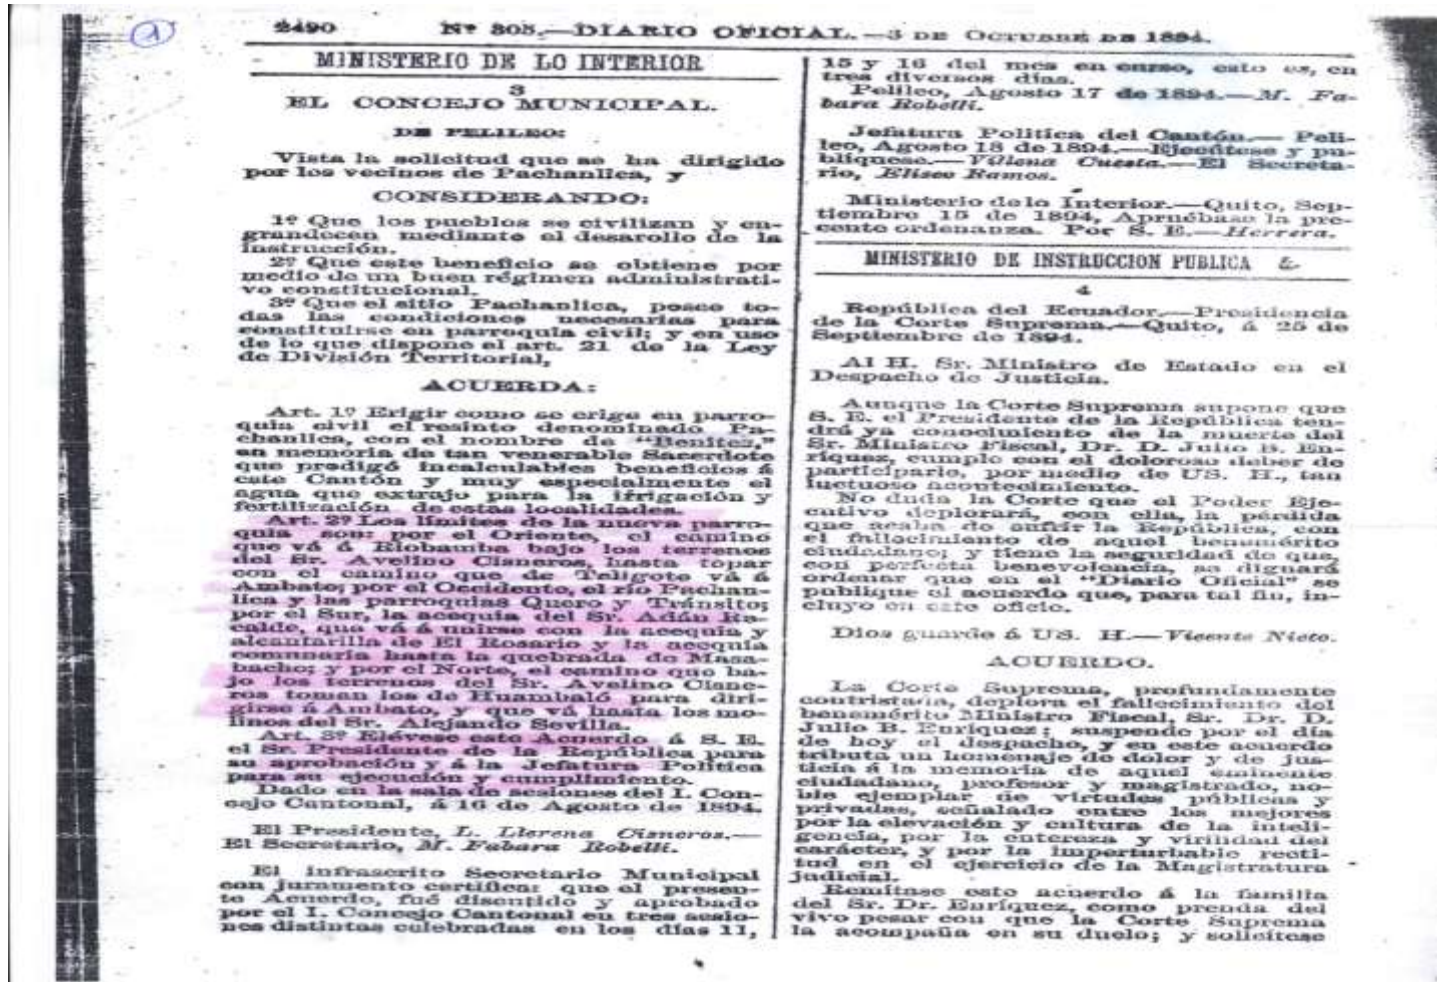 1
2490 Nº 305.—DIARIO OFICIAL.—3 DE OCTUBRE DE 1894.
MINISTERIO DE LO INTERIOR
3
EL CONCEJO MUNICIPAL.
DE PELILEO:
Vista la solicitud que se ha dirigido
por los vecinos de Pachanlica, y
CONSIDERANDO:
1º Que los pueblos se civilizan y en-
grandecen mediante el desarollo de la
instrucción.
2º Que este beneficio se obtiene por
medio de un buen régimen administrati-
vo constitucional.
3º Que el sitio Pachanlica, posee to-
das las condiciones necesarias para
constituirse en parroquia civil; y en uso
de lo que dispone el art. 21 de la Ley
de División Territorial,
ACUERDA:
Art. 1º Erigir como se erige en parro-
quia civil el resinto denominado Pa-
chanlica, con el nombre de "Benítez,"
en memoria de tan venerable Sacerdote
que prodigó incalculables beneficios á
este Cantón y muy especialmente el
agua que extrajo para la irrigación y
fertilización de estas localidades.
Art. 2º Los límites de la nueva parro-
quia son: por el Oriente, el camino
que vá á Riobamba bajo los terrenos
del Sr. Avelino Cisneros, hasta topar
con el camino que de Teligote vá á
Ambato; por el Occidente, el río Pachan-
lica y las parroquias Quero y Tránsito;
por el Sur, la acequia del Sr. Adán Re-
calde, que vá á unirse con la acequia y
alcantarilla de El Rosario y la acequia
comunaria hasta la quebrada de Masa-
bacho; y por el Norte, el camino que ba-
jo los terrenos del Sr. Avelino Cisne-
ros toman los de Huambaló para diri-
girse á Ambato, y que vá hasta los mo-
linos del Sr. Alejando Sevilla.
Art. 3º Elévese este Acuerdo á S. E.
el Sr. Presidente de la República para
su aprobación y á la Jefatura Política
para su ejecución y cumplimiento.
Dado en la sala de sesiones del I. Con-
cejo Cantonal, á 16 de Agosto de 1894.
El Presidente, L. Llerena Cisneros.—
El Secretario, M. Fabara Robelli.
El infrascrito Secretario Municipal
con juramento certifica: que el presen-
te Acuerdo, fué discutido y aprobado
por el I. Concejo Cantonal en tres sesio-
nes distintas celebradas en los días 11,
15 y 16 del mes en curso, esto es, en
tres diversos días.
Pelileo, Agosto 17 de 1894.—M. Fa-
bara Robelli.
Jefatura Política del Cantón.—Peli-
leo, Agosto 18 de 1894.—Ejecútese y pu-
blíquese.—Villena Cuesta.—El Secreta-
rio, Eliseo Ramos.
Ministerio de lo Interior.—Quito, Sep-
tiembre 15 de 1894, Apruébase la pre-
cente ordenanza. Por S. E.—Herrera.
MINISTERIO DE INSTRUCCION PUBLICA &
4
República del Ecuador.—Presidencia
de la Corte Suprema.—Quito, á 25 de
Septiembre de 1894.
Al H. Sr. Ministro de Estado en el
Despacho de Justicia.
Aunque la Corte Suprema supone que
S. E. el Presidente de la República ten-
drá ya conocimiento de la muerte del
Sr. Ministro Fiscal, Dr. D. Julio B. En-
ríquez, cumple con el doloroso deber de
participarle, por medio de US. H., tan
luctuoso acontecimiento.
No duda la Corte que el Poder Eje-
cutivo deplorará, con ella, la pérdida
que acaba de sufrir la República, con
el fallecimiento de aquel benemérito
ciudadano; y tiene la seguridad de que,
con perfecta benevolencia, se dignará
ordenar que en el "Diario Oficial" se
publique el acuerdo que, para tal fin, in-
cluyo en este oficio.
Dios guarde á US. H.—Vicente Nieto.
ACUERDO.
La Corte Suprema, profundamente
contristada, deplora el fallecimiento del
benemérito Ministro Fiscal, Sr. Dr. D.
Julio B. Enríquez; suspende por el día
de hoy el despacho, y en este acuerdo
tributa un homenaje de dolor y de jus-
ticia á la memoria de aquel eminente
ciudadano, profesor y magistrado, no-
ble ejemplar de virtudes públicas y
privadas, señalado entre los mejores
por la elevación y cultura de la inteli-
gencia, por la entereza y virilidad del
carácter, y por la imperturbable recti-
tud en el ejercicio de la Magistratura
judicial.
Remítase este acuerdo á la familia
del Sr. Dr. Enríquez, como prenda del
vivo pesar con que la Corte Suprema
la acompaña en su duelo; y solicítese